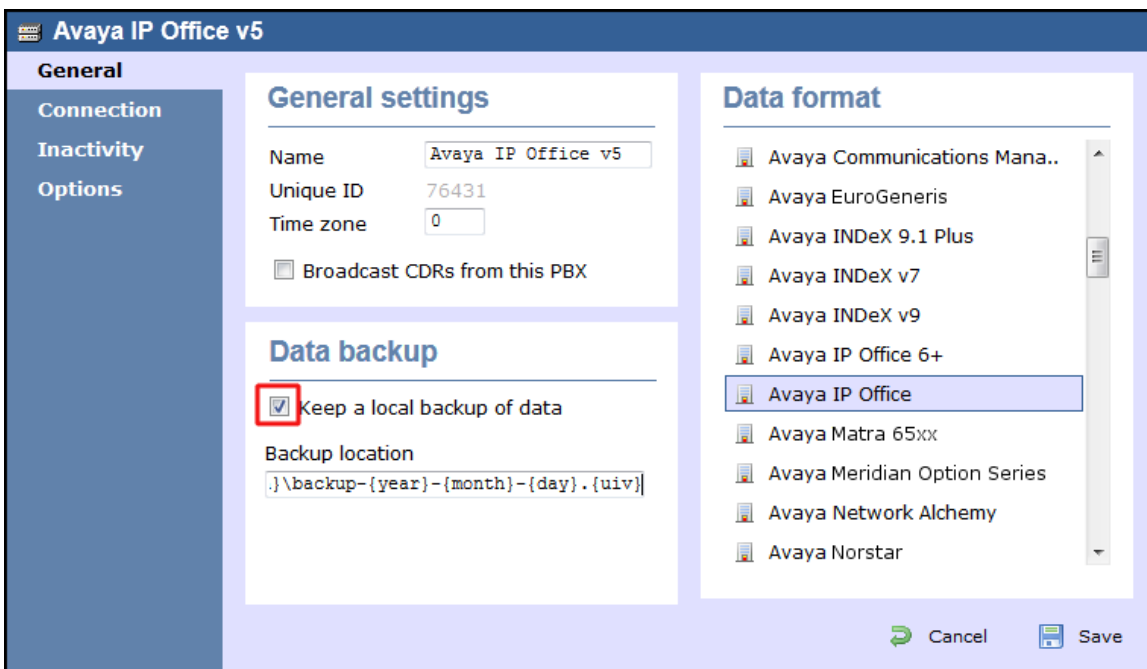 Avaya IP Office v5
General
Connection
Inactivity
Options
General settings
Name Avaya IP Office v5
Unique ID 76431
Time zone 0
Broadcast CDRs from this PBX
Data backup
Keep a local backup of data
Backup location
.}\backup-{year}-{month}-{day}.{uiv}
Data format
Avaya Communications Mana..
Avaya EuroGeneris
Avaya INDeX 9.1 Plus
Avaya INDeX v7
Avaya INDeX v9
Avaya IP Office 6+
Avaya IP Office
Avaya Matra 65xx
Avaya Meridian Option Series
Avaya Network Alchemy
Avaya Norstar
Cancel Save